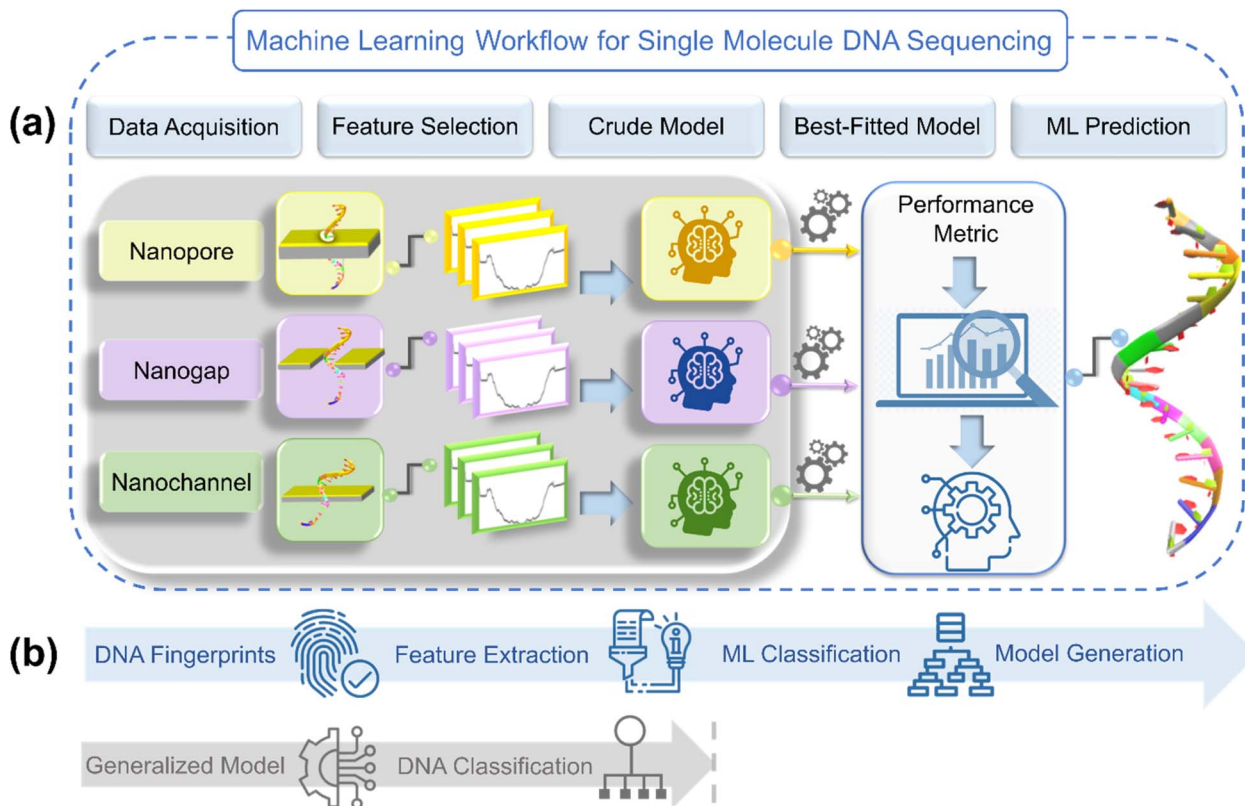 Machine Learning Workflow for Single Molecule DNA Sequencing
(a)
Data Acquisition
Feature Selection
Crude Model
Best-Fitted Model
ML Prediction
Nanopore
Nanogap
Nanochannel
Performance
Metric
(b)
DNA Fingerprints
Feature Extraction
ML Classification
Model Generation
Generalized Model
DNA Classification